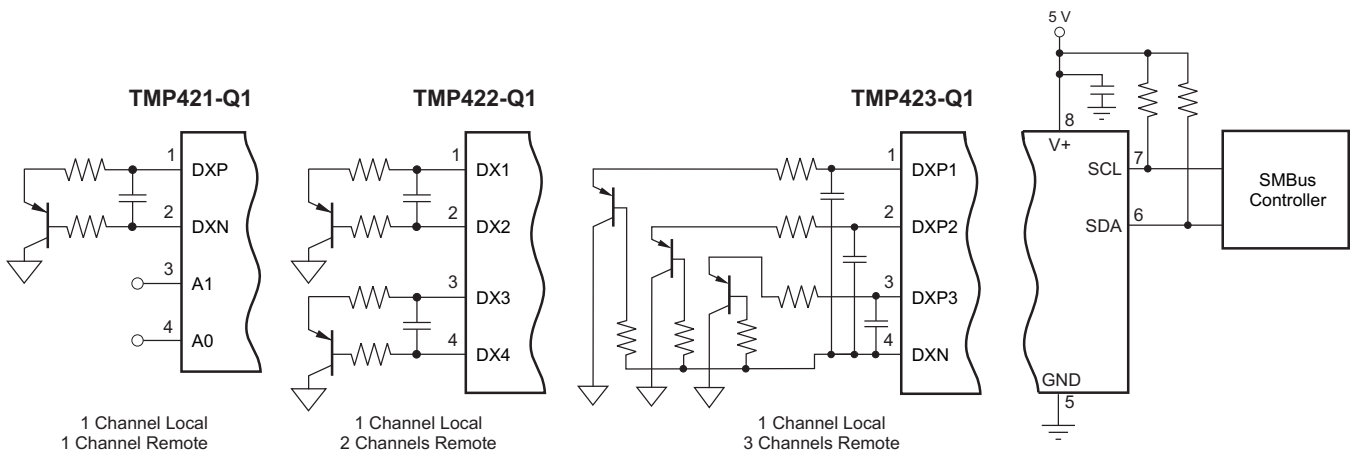 TMP421-Q1
1
DXP
2
DXN
3
A1
4
A0
1 Channel Local
1 Channel Remote
TMP422-Q1
1
DX1
2
DX2
3
DX3
4
DX4
1 Channel Local
2 Channels Remote
TMP423-Q1
1
DXP1
2
DXP2
3
DXP3
4
DXN
1 Channel Local
3 Channels Remote
5 V
8
V+
7
SCL
6
SDA
GND
5
SMBus
Controller